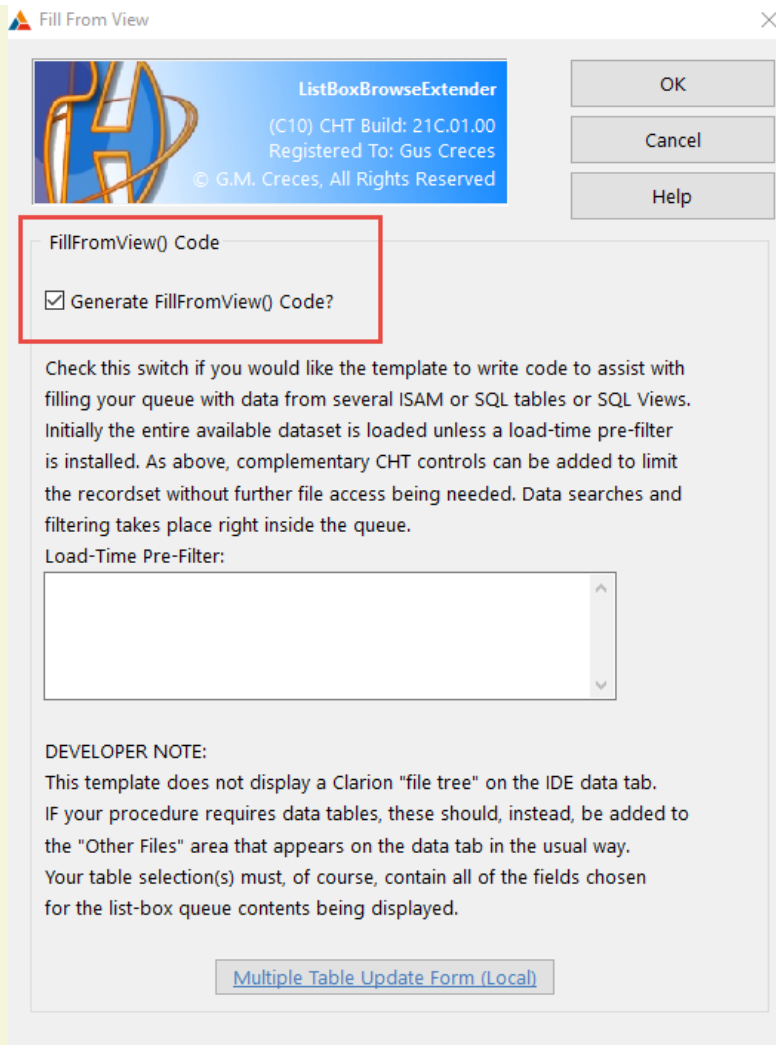 Fill From View
ListBoxBrowseExtender
(C10) CHT Build: 21C.01.00
Registered To: Gus Creces
© G.M. Creces, All Rights Reserved
OK
Cancel
Help
FillFromView() Code
Generate FillFromView() Code?
Check this switch if you would like the template to write code to assist with
filling your queue with data from several ISAM or SQL tables or SQL Views.
Initially the entire available dataset is loaded unless a load-time pre-filter
is installed. As above, complementary CHT controls can be added to limit
the recordset without further file access being needed. Data searches and
filtering takes place right inside the queue.
Load-Time Pre-Filter:
DEVELOPER NOTE:
This template does not display a Clarion "file tree" on the IDE data tab.
IF your procedure requires data tables, these should, instead, be added to
the "Other Files" area that appears on the data tab in the usual way.
Your table selection(s) must, of course, contain all of the fields chosen
for the list-box queue contents being displayed.
Multiple Table Update Form (Local)